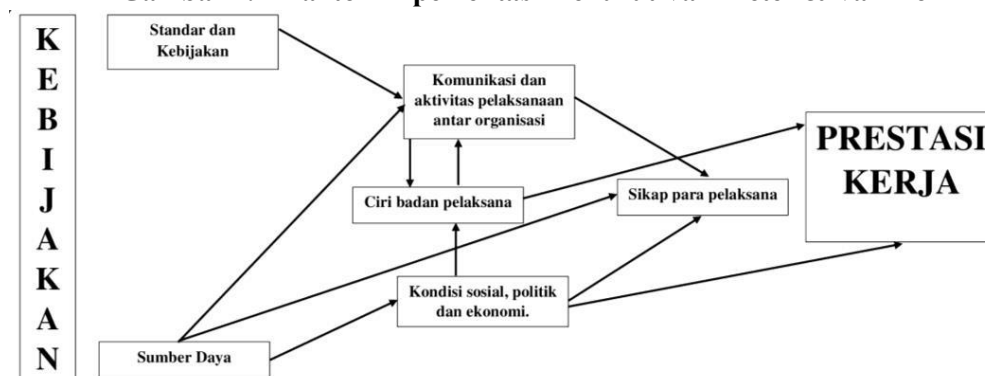 K
E
B
I
J
A
K
A
N
Standar dan
Kebijakan
Komunikasi dan
aktivitas pelaksanaan
antar organisasi
PRESTASI
KERJA
Ciri badan pelaksana
Sikap para pelaksana
Kondisi sosial, politik
dan ekonomi.
Sumber Daya